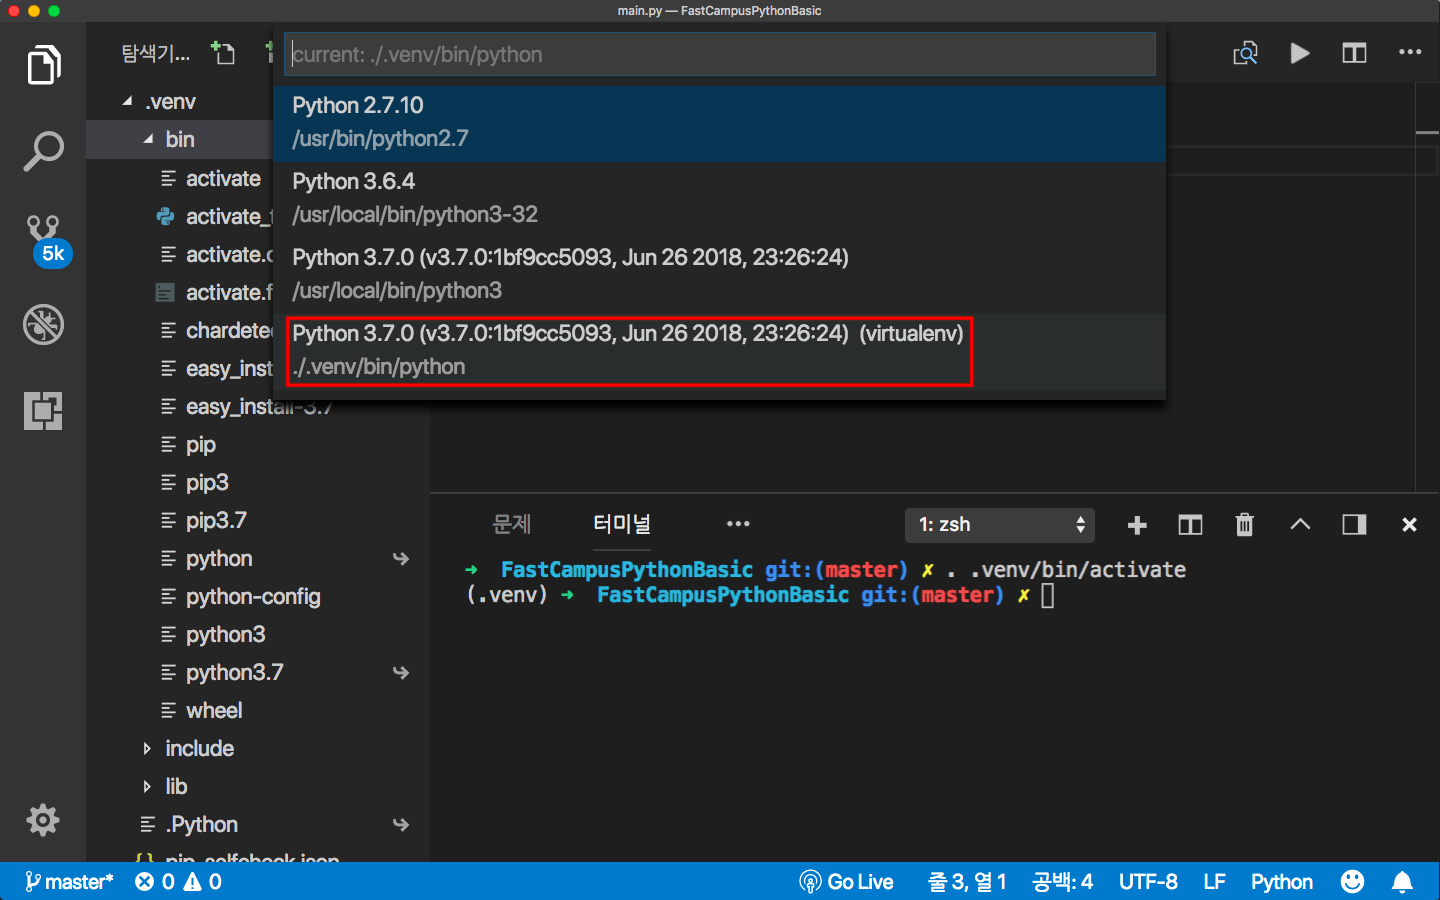 main.py — FastCampusPythonBasic
탐색기...
current: ./.venv/bin/python
Python 2.7.10
/usr/bin/python2.7
Python 3.6.4
/usr/local/bin/python3-32
Python 3.7.0 (v3.7.0:1bf9cc5093, Jun 26 2018, 23:26:24)
/usr/local/bin/python3
Python 3.7.0 (v3.7.0:1bf9cc5093, Jun 26 2018, 23:26:24) (virtualenv)
./.venv/bin/python
5k
.venv
bin
activate
activate_
activate.
activate.f
chardete
easy_inst
easy_install-3.7
pip
pip3
pip3.7
python
python-config
python3
python3.7
wheel
include
lib
.Python
{} pip-selfcheck.json
문제 터미널 ...
1: zsh
➜ FastCampusPythonBasic git:(master) ✗ . .venv/bin/activate
(.venv) ➜ FastCampusPythonBasic git:(master) ✗
master* 0 0 Go Live 줄 3, 열 1 공백: 4 UTF-8 LF Python